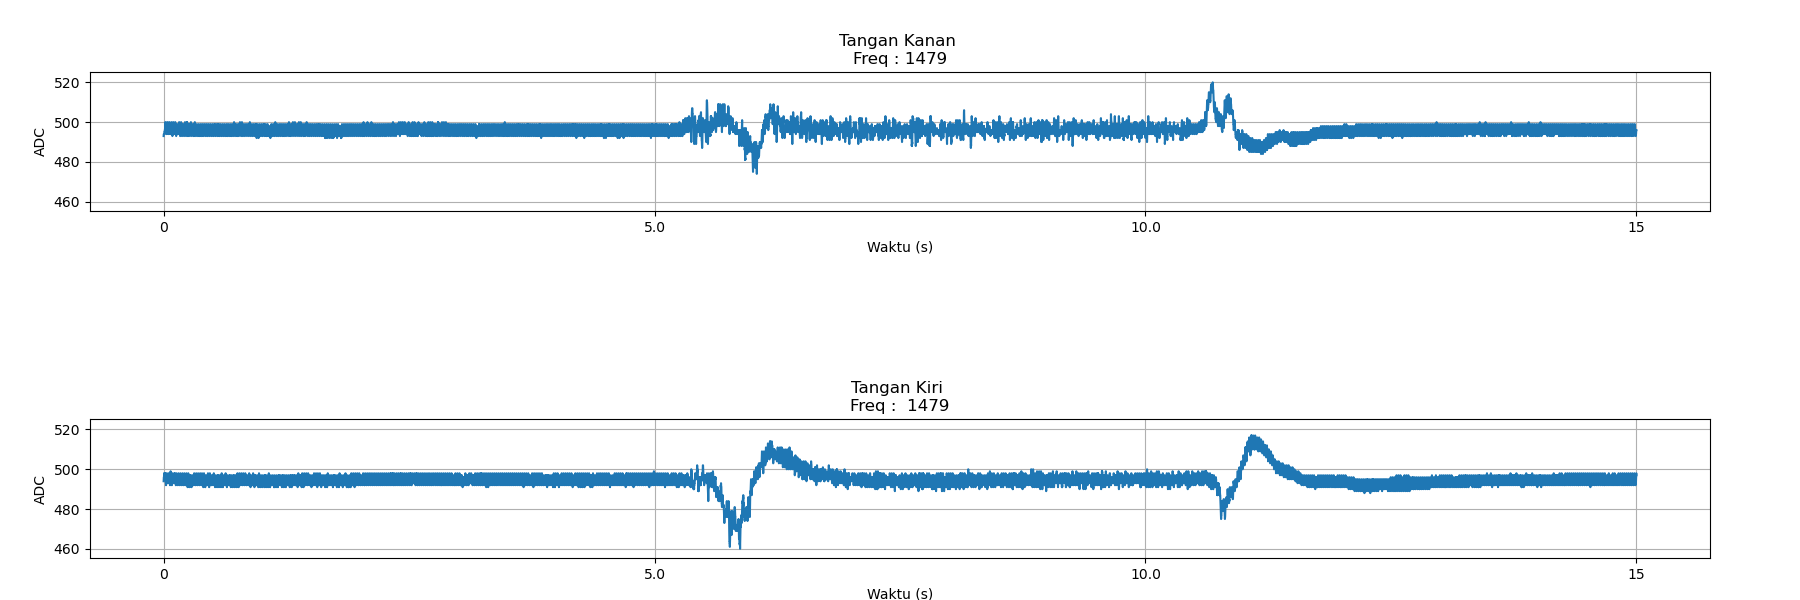 Tangan Kanan
Freq : 1479
520
500
480
460
ADC
0
5.0
10.0
15
Waktu (s)
Tangan Kiri
Freq :  1479
520
500
480
460
ADC
0
5.0
10.0
15
Waktu (s)